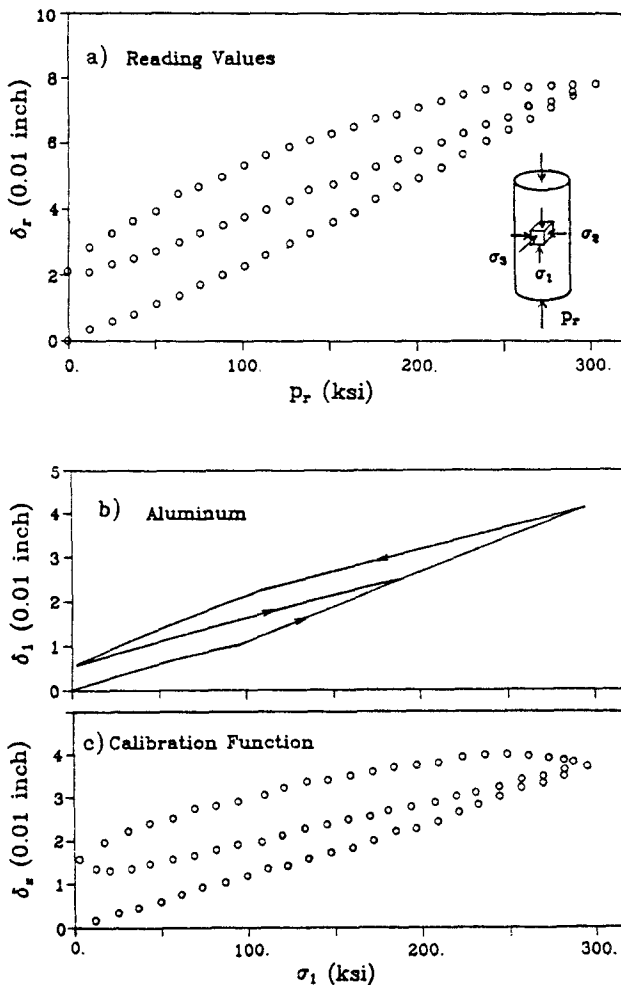 10
8
6
4
2
0
δᵣ (0.01 inch)
a) Reading Values
σ₃
σ₂
σ₁
pᵣ
0.
100.
200.
300.
pᵣ (ksi)
5
4
3
2
1
0
δ₁ (0.01 inch)
b) Aluminum
4
3
2
1
0
δₛ (0.01 inch)
c) Calibration Function
0.
100.
200.
300.
σ₁ (ksi)